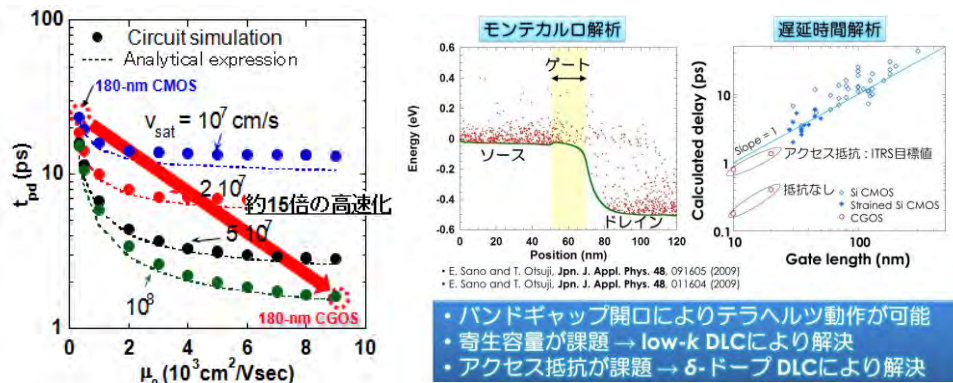 100
10
1
t_pd (ps)
Circuit simulation
Analytical expression
180-nm CMOS
v_sat = 10^7 cm/s
2 10^7
約15倍の高速化
5 10^7
10^8
180-nm CGOS
0 2 4 6 8 10
(10^3cm^2/Vsec)
モンテカルロ解析
ゲート
0.6
0.4
0.2
0
-0.2
-0.4
-0.6
Energy (eV)
ソース
ドレイン
0 20 40 60 80 100 120
Position (nm)
遅延時間解析
100
10
1
0.1
Calculated delay (ps)
Slope = 1
アクセス抵抗 : ITRS目標値
抵抗なし
Si CMOS
Strained Si CMOS
CGOS
10 100
Gate length (nm)
• E. Sano and T. Otsuji, Jpn. J. Appl. Phys. 48, 091605 (2009)
• E. Sano and T. Otsuji, Jpn. J. Appl. Phys. 48, 011604 (2009)
• バンドギャップ開口によりテラヘルツ動作が可能
• 寄生容量が課題 → low-k DLCにより解決
• アクセス抵抗が課題 → δ-ドープ DLCにより解決